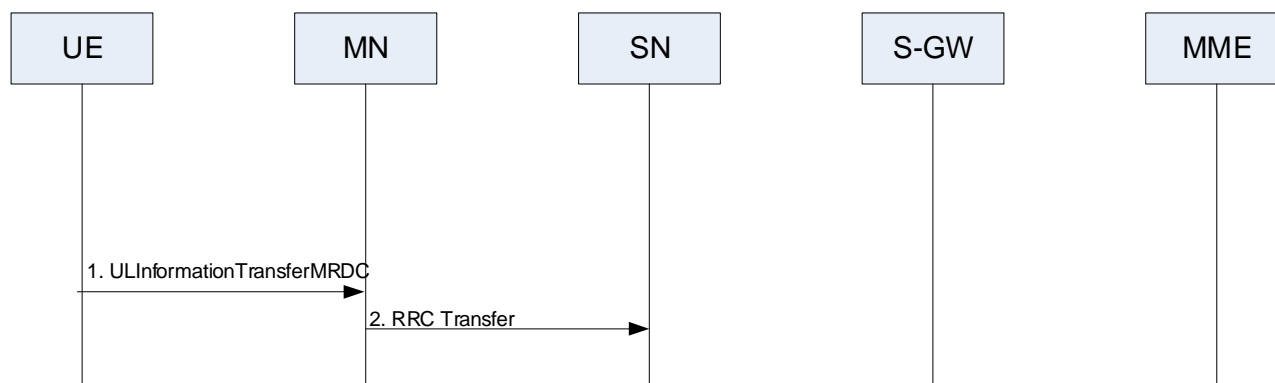 UE
MN
SN
S-GW
MME
1. ULInformationTransferMRDC
2. RRC Transfer